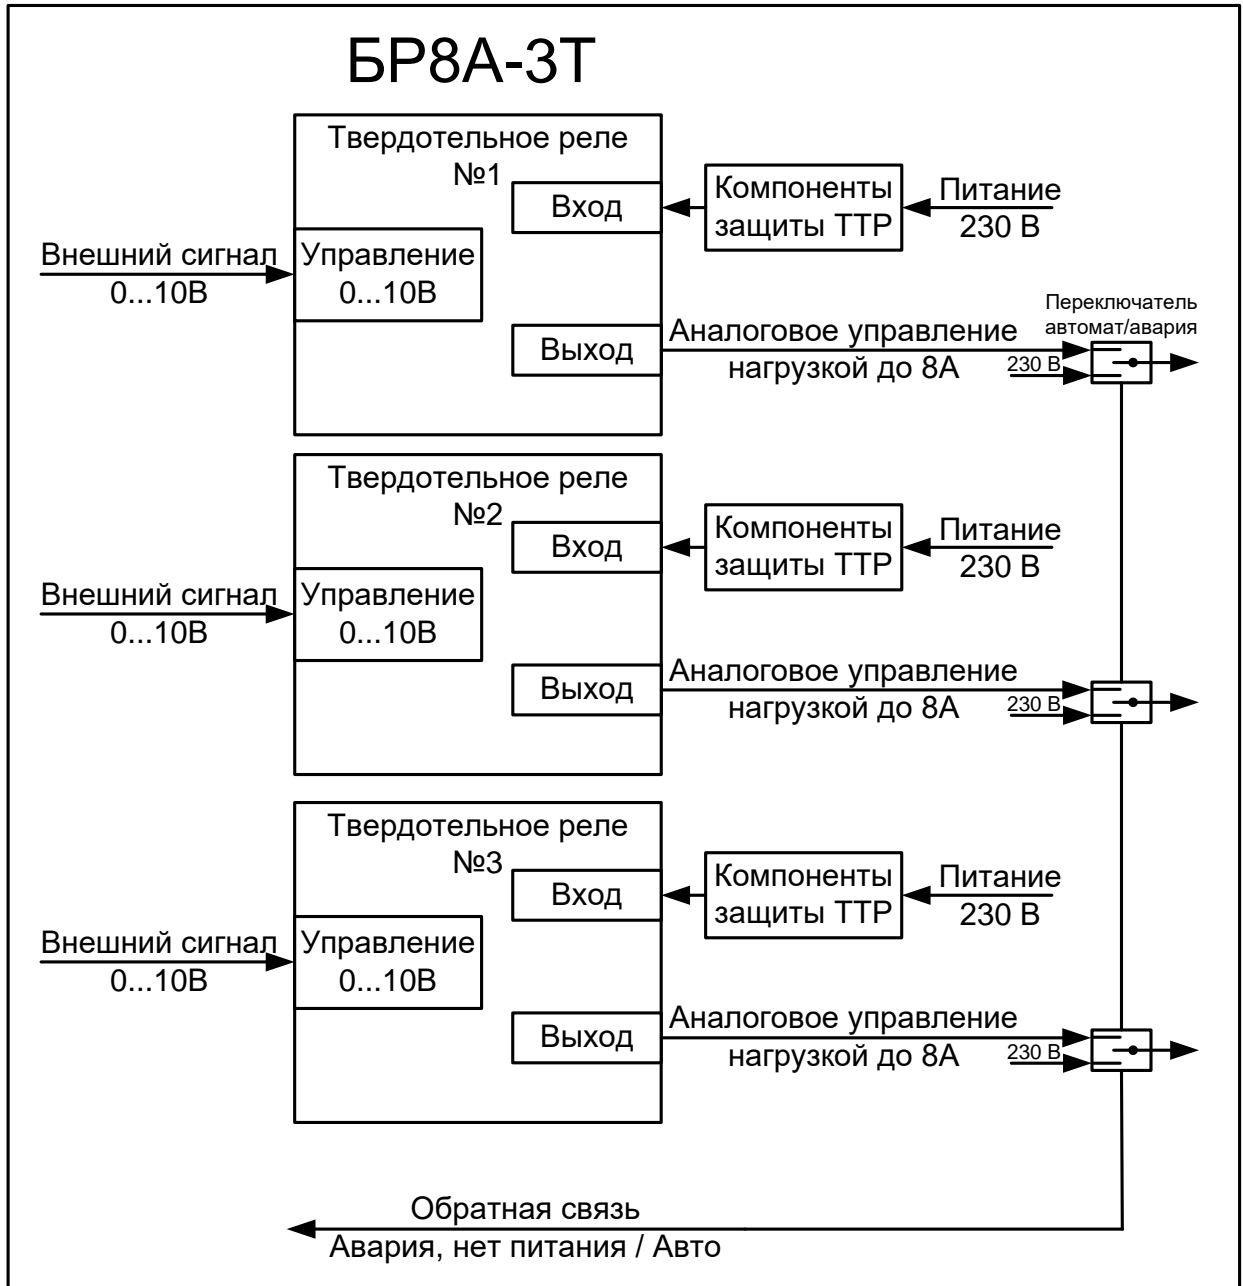 БР8А-3Т
Твердотельное реле
№1
Вход
Компоненты
защиты ТТР
Питание
230 В
Внешний сигнал
0...10В
Управление
0...10В
Выход
Аналоговое управление
нагрузкой до 8А
230 В
Переключатель
автомат/авария
Твердотельное реле
№2
Вход
Компоненты
защиты ТТР
Питание
230 В
Внешний сигнал
0...10В
Управление
0...10В
Выход
Аналоговое управление
нагрузкой до 8А
230 В
Твердотельное реле
№3
Вход
Компоненты
защиты ТТР
Питание
230 В
Внешний сигнал
0...10В
Управление
0...10В
Выход
Аналоговое управление
нагрузкой до 8А
230 В
Обратная связь
Авария, нет питания / Авто